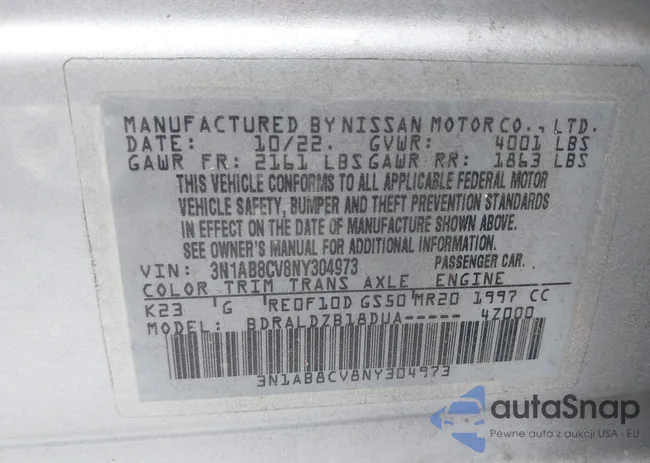 MANUFACTURED BY NISSAN MOTOR CO., LTD.
DATE: 10/22. GVWR: 4001 LBS
GAWR FR: 2161 LBS GAWR RR: 1863 LBS
THIS VEHICLE CONFORMS TO ALL APPLICABLE FEDERAL MOTOR
VEHICLE SAFETY, BUMPER AND THEFT PREVENTION STANDARDS
IN EFFECT ON THE DATE OF MANUFACTURE SHOWN ABOVE.
SEE OWNER'S MANUAL FOR ADDITIONAL INFORMATION.
VIN: 3N1AB8CV8NY304973 PASSENGER CAR.
COLOR TRIM TRANS AXLE ENGINE
K23 G RE0F10D GS50 MR20 1997 CC
MODEL: BDRALDZB18DUA----- 4Z000
3N1AB8CV8NY304973
autaSnap
Pewne auta z aukcji USA i EU